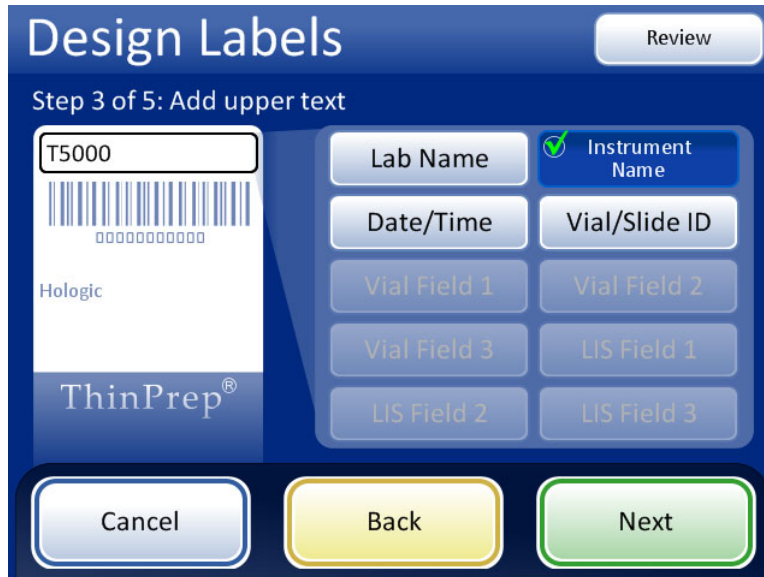 Design Labels
Review
Step 3 of 5: Add upper text
T5000
Hologic
ThinPrep®
Lab Name
Instrument
Name
Date/Time
Vial/Slide ID
Vial Field 1
Vial Field 2
Vial Field 3
LIS Field 1
LIS Field 2
LIS Field 3
Cancel
Back
Next